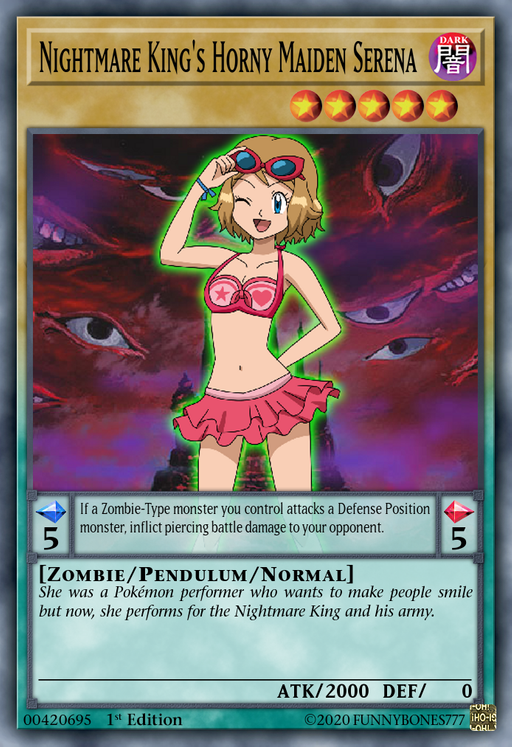 Nightmare King's Horny Maiden Serena
DARK
闇
If a Zombie-Type monster you control attacks a Defense Position
monster, inflict piercing battle damage to your opponent.
5
5
[Zombie/Pendulum/Normal]
She was a Pokémon performer who wants to make people smile
but now, she performs for the Nightmare King and his army.
ATK/2000 DEF/ 0
00420695 1st Edition ©2020 FUNNYBONES777